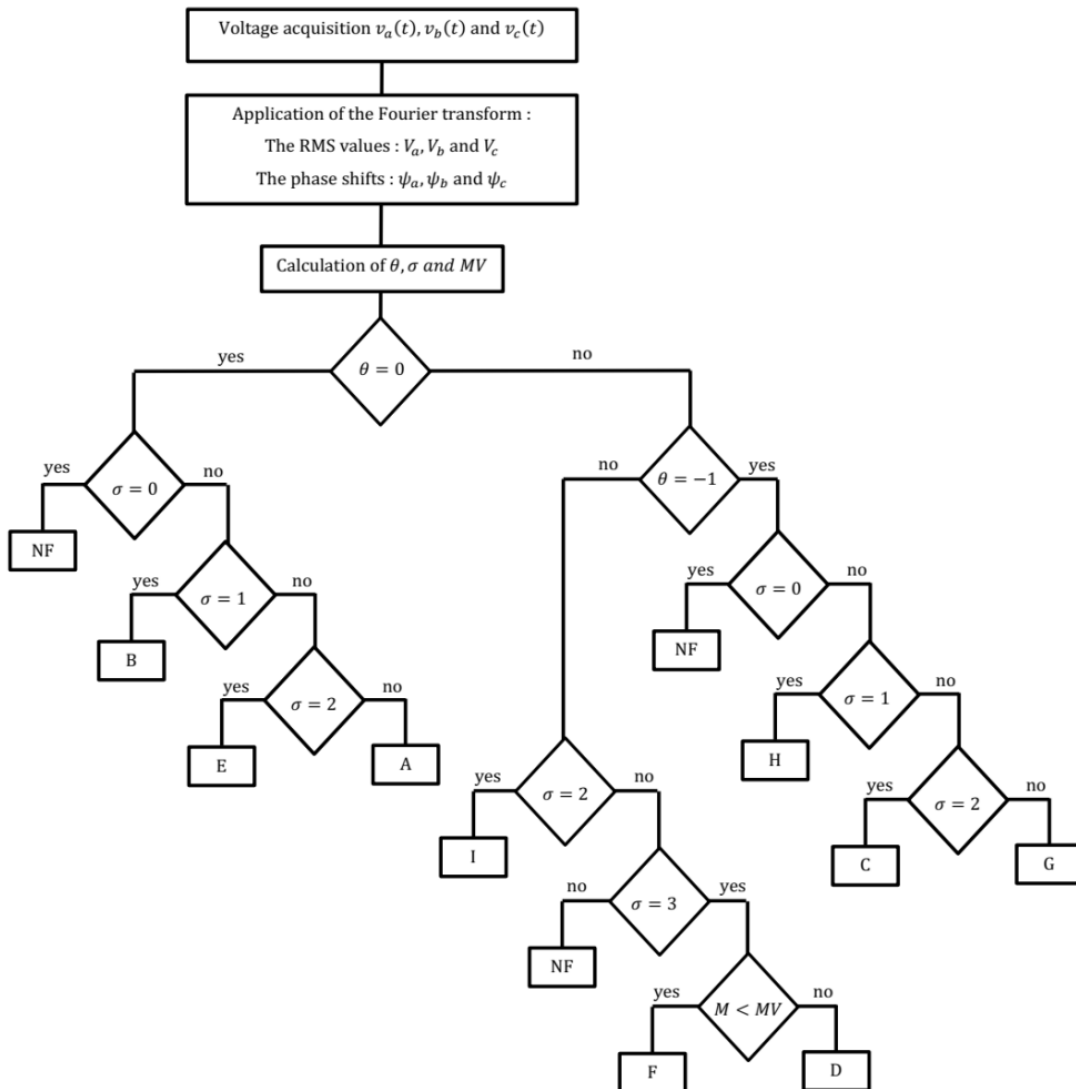 Voltage acquisition v_a(t), v_b(t) and v_c(t)
Application of the Fourier transform :
The RMS values : V_a, V_b and V_c
The phase shifts : ψ_a, ψ_b and ψ_c
Calculation of θ, σ and MV
yes
θ = 0
no
yes
σ = 0
no
NF
yes
σ = 1
no
B
yes
σ = 2
no
E
A
no
θ = −1
yes
yes
σ = 0
no
NF
yes
σ = 1
no
H
yes
σ = 2
no
C
G
yes
σ = 2
no
I
no
σ = 3
yes
NF
yes
M < MV
no
F
D